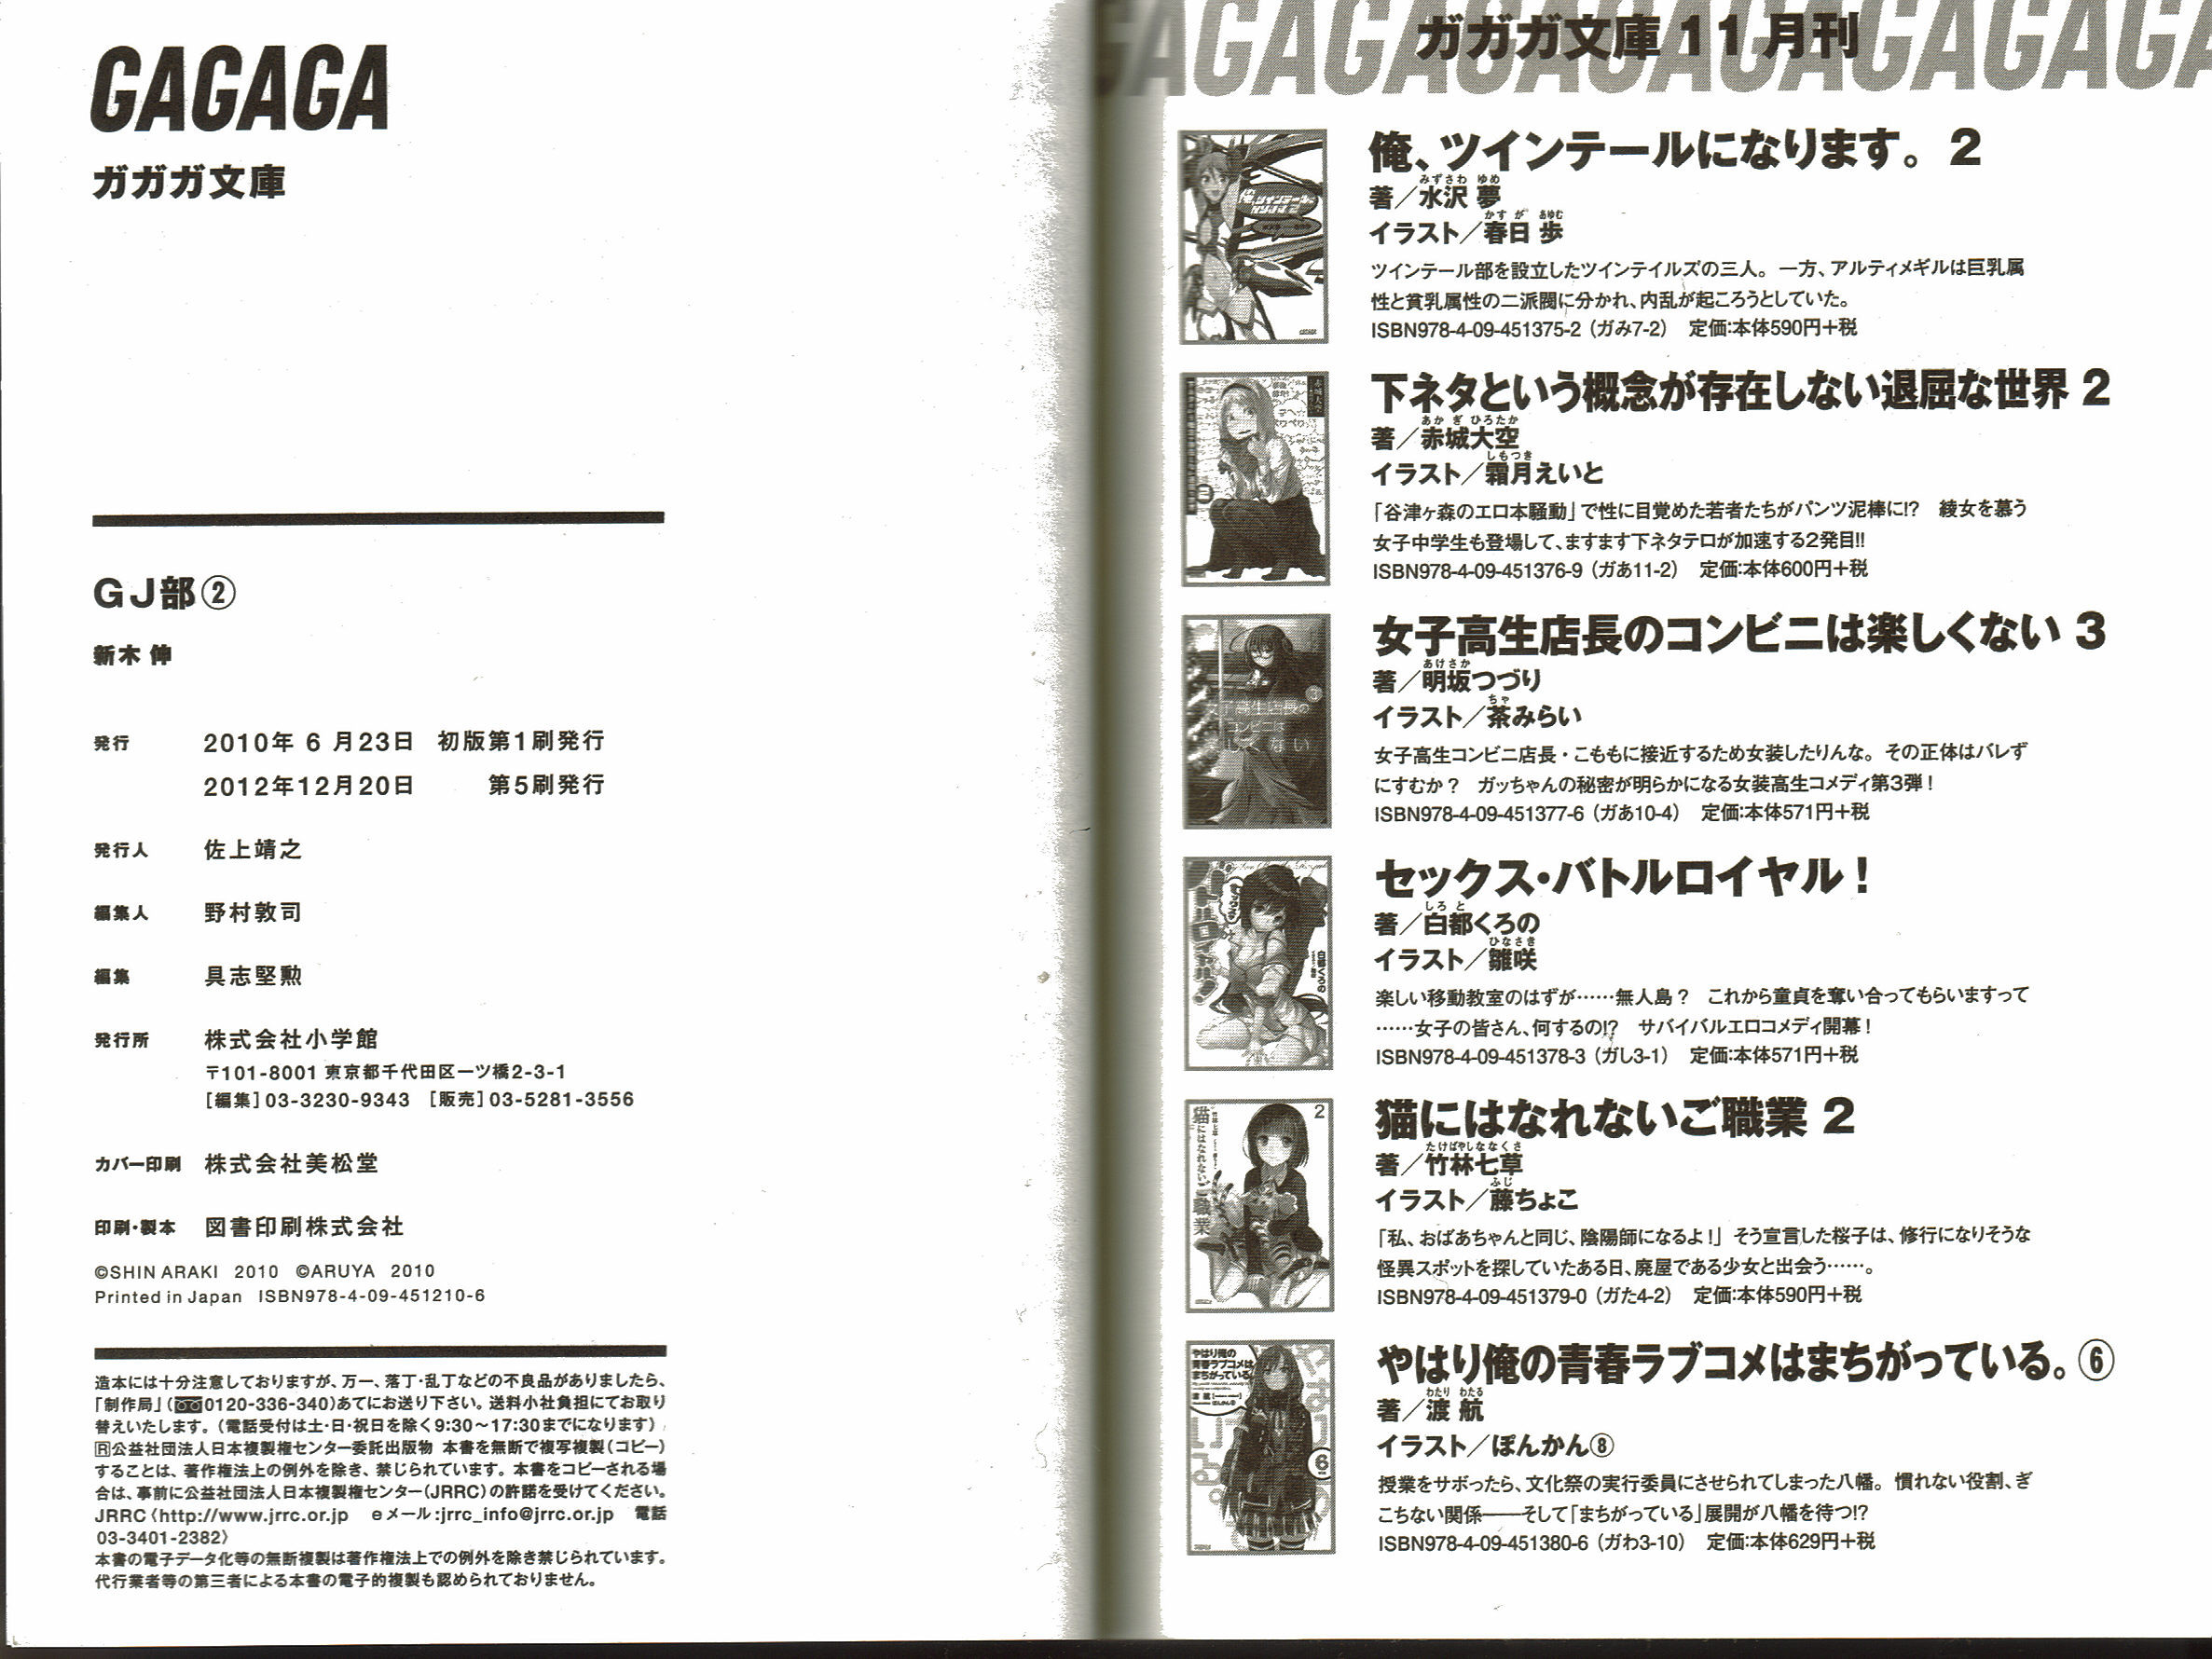 GAGAGA
ガガガ文庫
GJ部②
新木 伸
発行 2010年 6 月23日 初版第1刷発行
2012年12月20日 第5刷発行
発行人 佐上靖之
編集人 野村敦司
編集 具志堅勲
発行所 株式会社小学館
〒101-8001 東京都千代田区一ツ橋2-3-1
［編集］03-3230-9343 ［販売］03-5281-3556
カバー印刷 株式会社美松堂
印刷・製本 図書印刷株式会社
©SHIN ARAKI 2010 ©ARUYA 2010
Printed in Japan ISBN978-4-09-451210-6
造本には十分注意しておりますが、万一、落丁・乱丁などの不良品がありましたら、
「制作局」(0120-336-340)あてにお送り下さい。送料小社負担にてお取り
替えいたします。（電話受付は土・日・祝日を除く9:30～17:30までになります）
Ⓡ公益社団法人日本複製権センター委託出版物 本書を無断で複写複製（コピー）
することは、著作権法上の例外を除き、禁じられています。本書をコピーされる場
合は、事前に公益社団法人日本複製権センター（JRRC）の許諾を受けてください。
JRRC〈http://www.jrrc.or.jp eメール:jrrc_info@jrrc.or.jp 電話
03-3401-2382〉
本書の電子データ化等の無断複製は著作権法上での例外を除き禁じられています。
代行業者等の第三者による本書の電子的複製も認められておりません。
GAGAGAGAGAGAGAGAGA
ガガガ文庫11月刊
俺、ツインテールになります。 2
みずさわ ゆめ
著／水沢 夢
かすが あゆむ
イラスト／春日 歩
ツインテール部を設立したツインテイルズの三人。一方、アルティメギルは巨乳属
性と貧乳属性の二派閥に分かれ、内乱が起ころうとしていた。
ISBN978-4-09-451375-2（ガみ7-2） 定価:本体590円＋税
下ネタという概念が存在しない退屈な世界 2
あかぎ ひろたか
著／赤城大空
しもつき
イラスト／霜月えいと
「谷津ヶ森のエロ本騒動」で性に目覚めた若者たちがパンツ泥棒に!? 綾女を慕う
女子中学生も登場して、ますます下ネタテロが加速する2発目!!
ISBN978-4-09-451376-9（ガあ11-2） 定価:本体600円＋税
女子高生店長のコンビニは楽しくない 3
あけさか
著／明坂つづり
ちゃ
イラスト／茶みらい
女子高生コンビニ店長・こももに接近するため女装したりんな。その正体はバレず
にすむか？ ガッちゃんの秘密が明らかになる女装高生コメディ第3弾！
ISBN978-4-09-451377-6（ガあ10-4） 定価:本体571円＋税
セックス・バトルロイヤル！
しろと
著／白都くろの
ひなさき
イラスト／雛咲
楽しい移動教室のはずが……無人島？ これから童貞を奪い合ってもらいますって
……女子の皆さん、何するの!? サバイバルエロコメディ開幕！
ISBN978-4-09-451378-3（ガし3-1） 定価:本体571円＋税
猫にはなれないご職業 2
たけばやしななくさ
著／竹林七草
ふじ
イラスト／藤ちょこ
「私、おばあちゃんと同じ、陰陽師になるよ！」そう宣言した桜子は、修行になりそうな
怪異スポットを探していたある日、廃屋である少女と出会う……。
ISBN978-4-09-451379-0（ガた4-2） 定価:本体590円＋税
やはり俺の青春ラブコメはまちがっている。⑥
わたり わたる
著／渡 航
イラスト／ぽんかん⑧
授業をサボったら、文化祭の実行委員にさせられてしまった八幡。慣れない役割、ぎ
こちない関係――そして「まちがっている」展開が八幡を待つ!?
ISBN978-4-09-451380-6（ガわ3-10） 定価:本体629円＋税